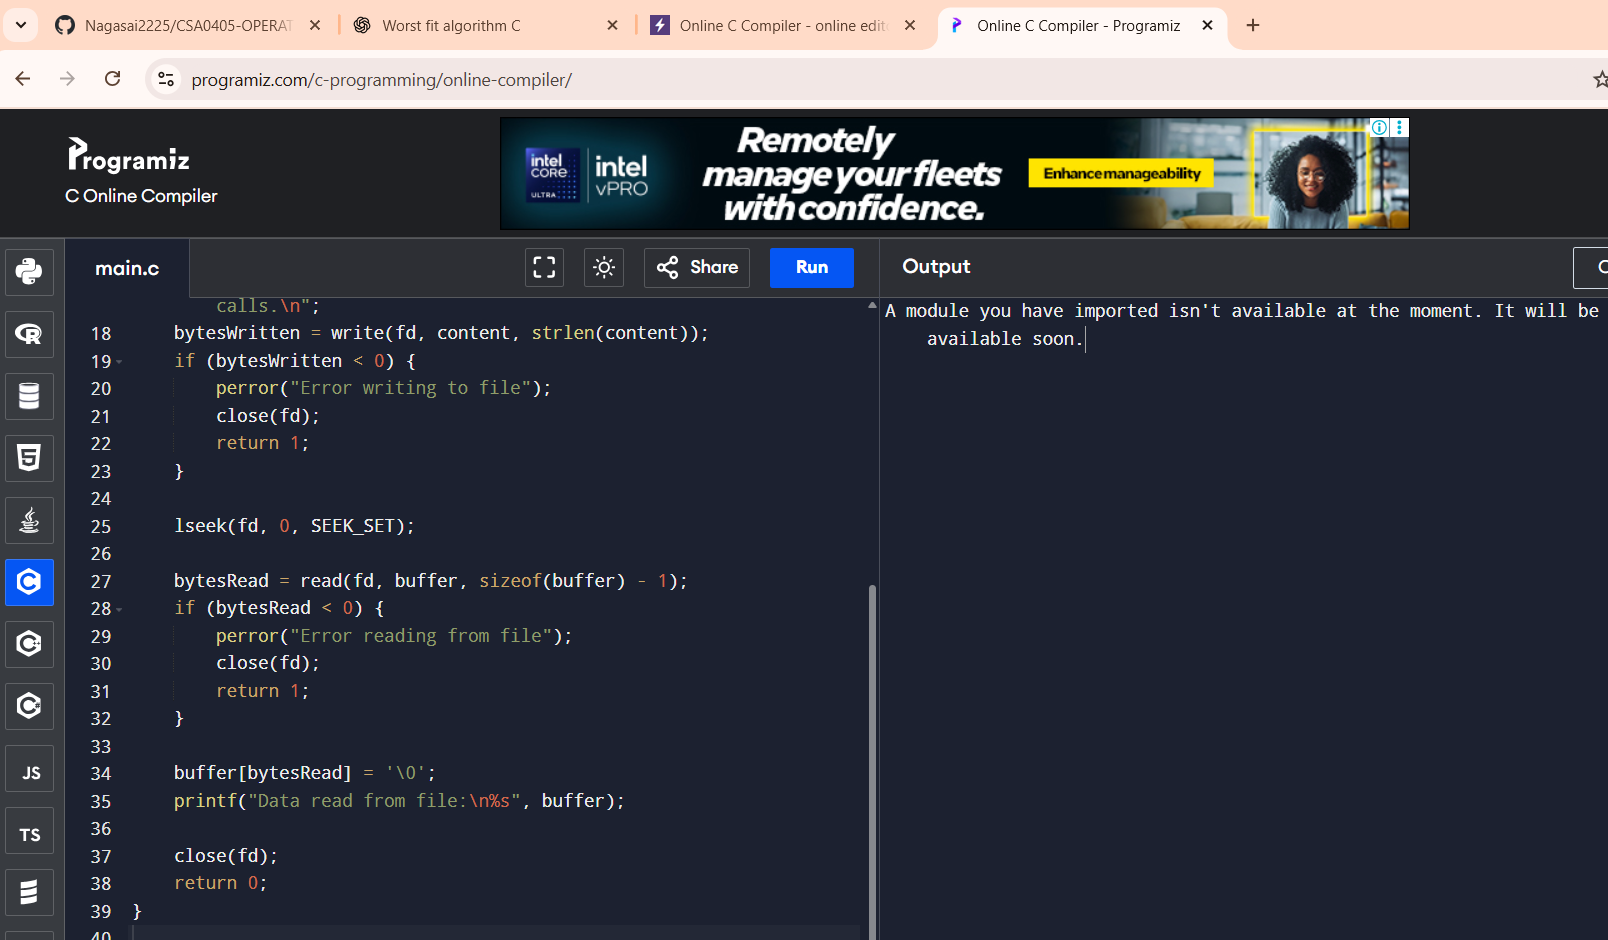 Nagasai2225/CSA0405-OPERAT
Worst fit algorithm C
Online C Compiler - online edit
Online C Compiler - Programiz
programiz.com/c-programming/online-compiler/
Programiz
C Online Compiler
intel CORE ULTRA
intel vPRO
Remotely
manage your fleets
with confidence.
Enhance manageability
main.c
Share
Run
Output
calls.\n";
18 bytesWritten = write(fd, content, strlen(content));
19 if (bytesWritten < 0) {
20 perror("Error writing to file");
21 close(fd);
22 return 1;
23 }
24
25 lseek(fd, 0, SEEK_SET);
26
27 bytesRead = read(fd, buffer, sizeof(buffer) - 1);
28 if (bytesRead < 0) {
29 perror("Error reading from file");
30 close(fd);
31 return 1;
32 }
33
34 buffer[bytesRead] = '\0';
35 printf("Data read from file:\n%s", buffer);
36
37 close(fd);
38 return 0;
39 }
40
A module you have imported isn't available at the moment. It will be
available soon.
R
5
C
C
C
JS
TS